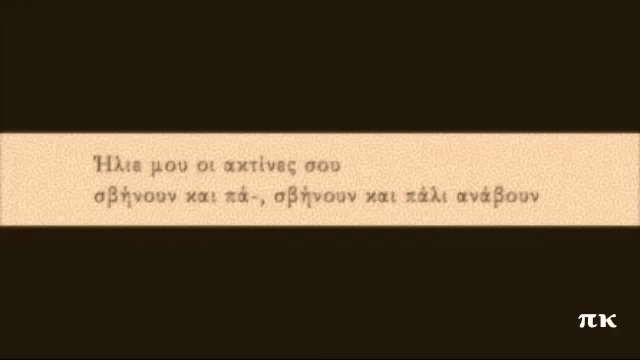 Ήλιε μου οι ακτίνες σου
σβήνουν και πά-, σβήνουν και πάλι ανάβουν
πκ